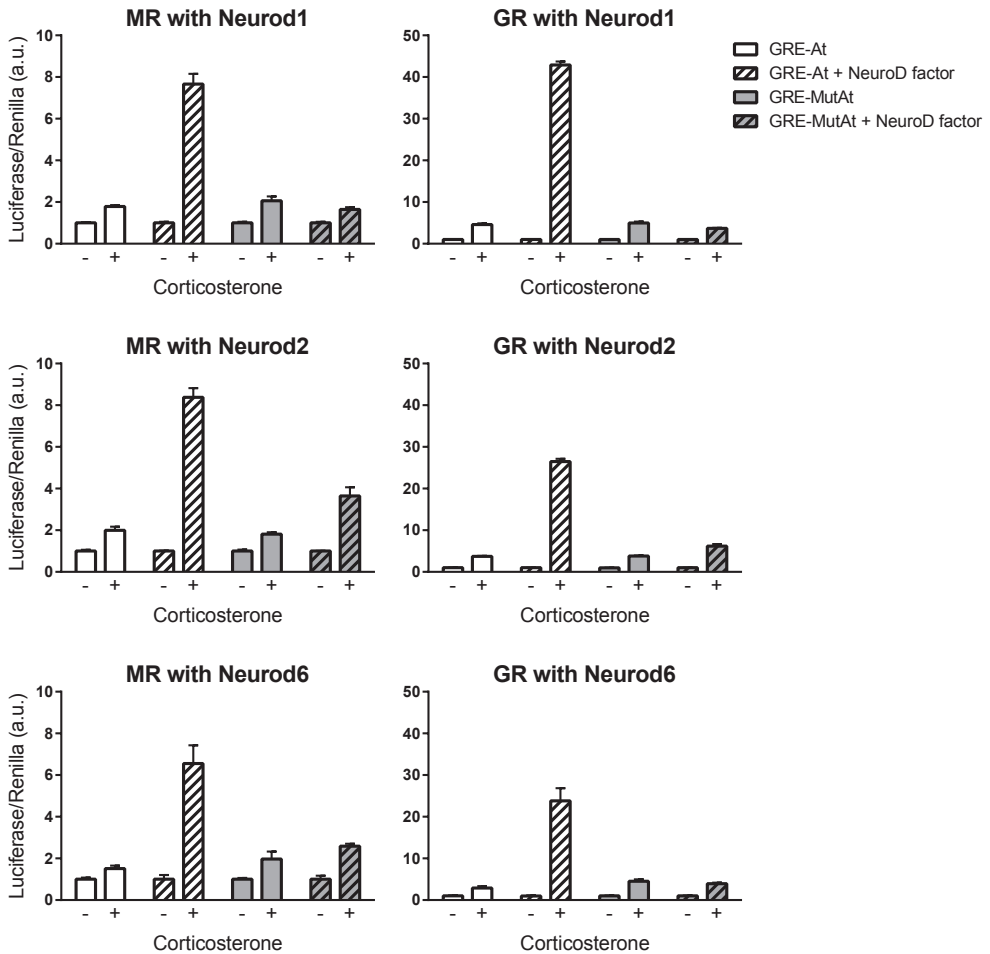 MR with Neurod1
Luciferase/Renilla (a.u.)
10
8
6
4
2
0
- + - + - + - +
Corticosterone
GR with Neurod1
50
40
30
20
10
0
- + - + - + - +
Corticosterone
GRE-At
GRE-At + NeuroD factor
GRE-MutAt
GRE-MutAt + NeuroD factor
MR with Neurod2
Luciferase/Renilla (a.u.)
10
8
6
4
2
0
- + - + - + - +
Corticosterone
GR with Neurod2
50
40
30
20
10
0
- + - + - + - +
Corticosterone
MR with Neurod6
Luciferase/Renilla (a.u.)
10
8
6
4
2
0
- + - + - + - +
Corticosterone
GR with Neurod6
50
40
30
20
10
0
- + - + - + - +
Corticosterone